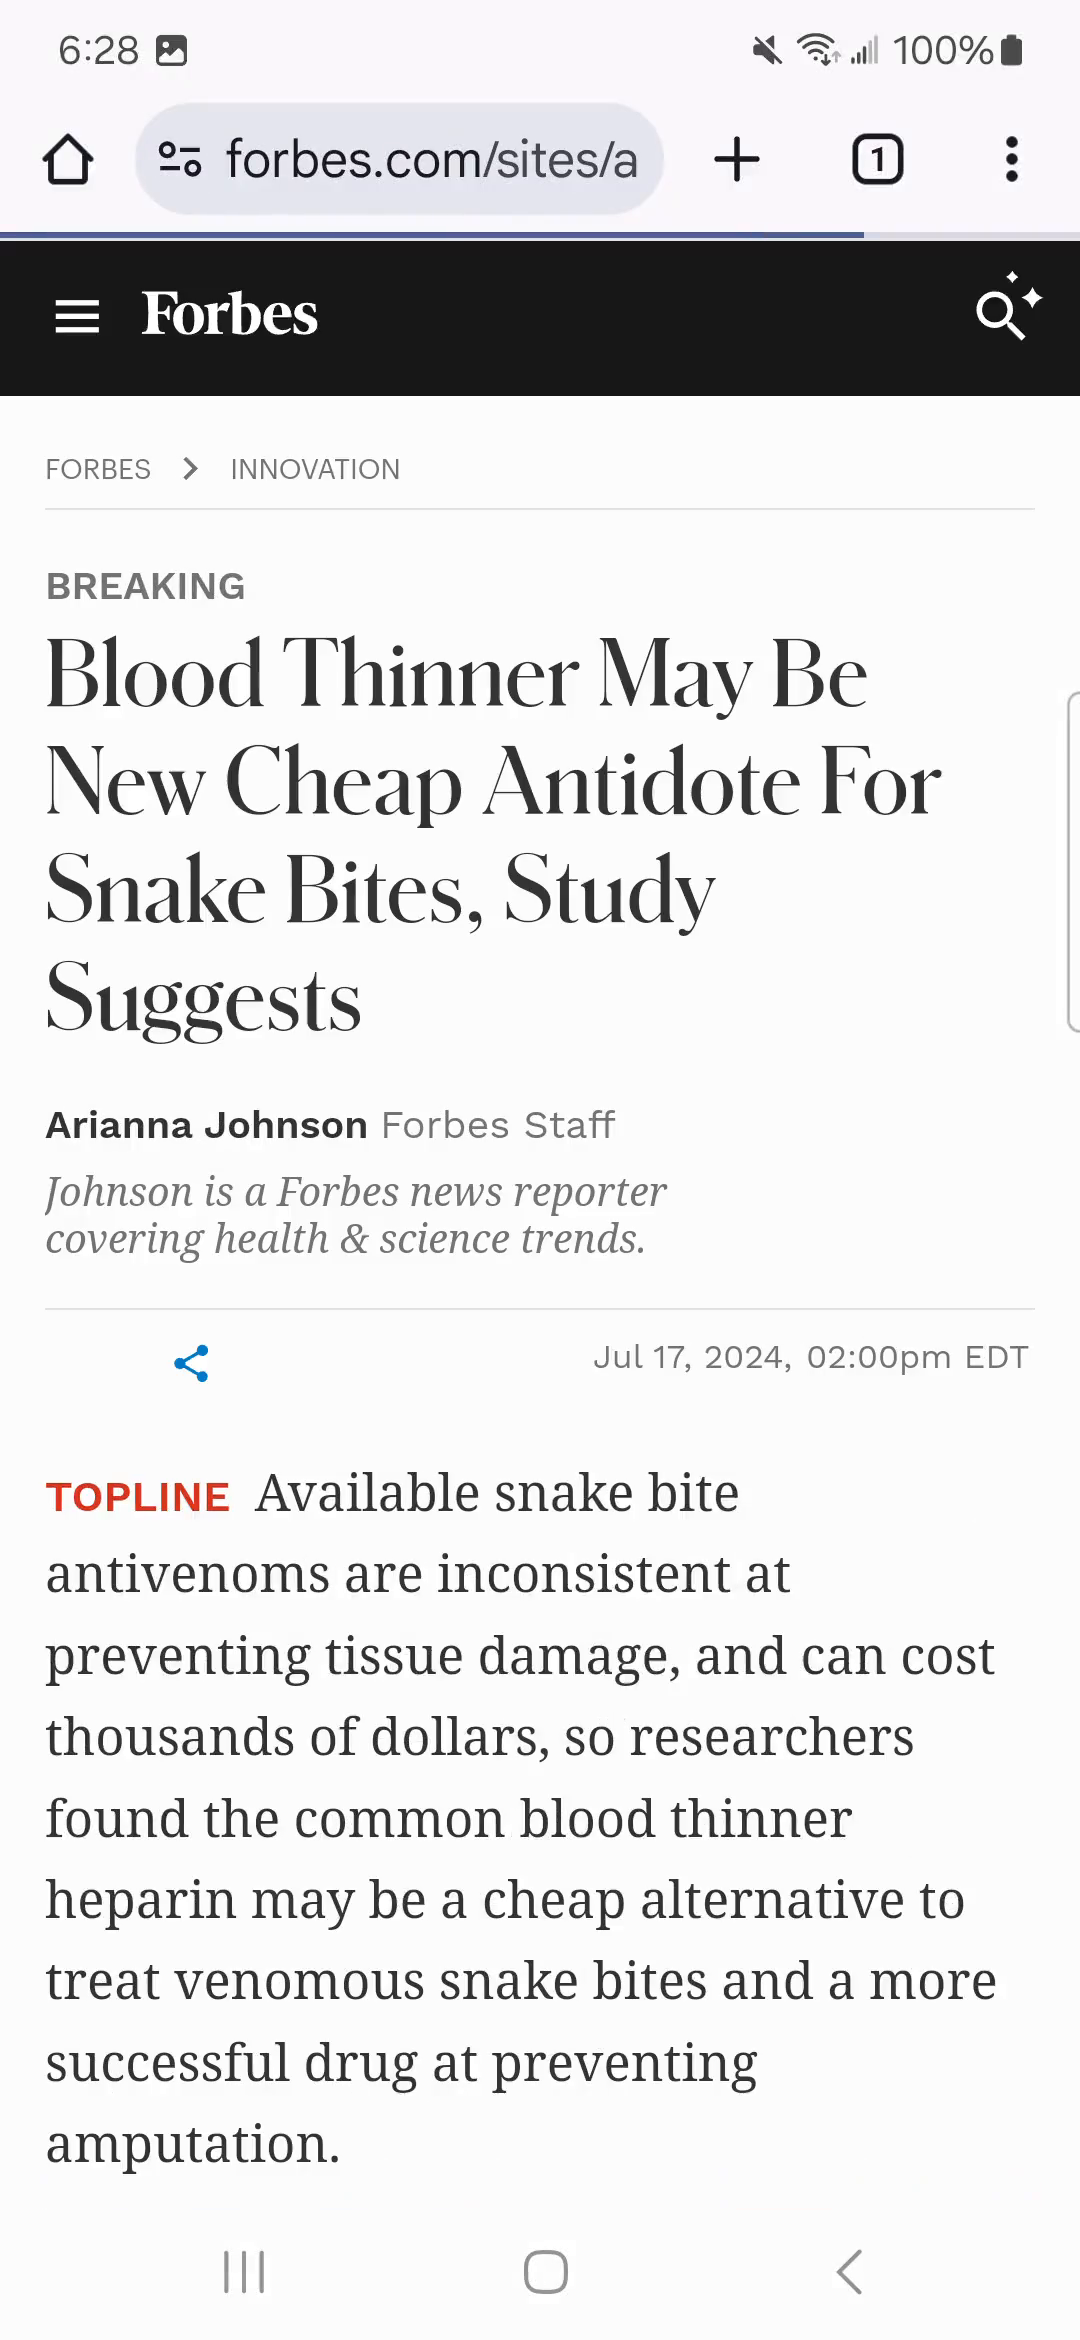 6:28
100%
forbes.com/sites/a
1
Forbes
FORBES > INNOVATION
BREAKING
Blood Thinner May Be
New Cheap Antidote For
Snake Bites, Study
Suggests
Arianna Johnson Forbes Staff
Johnson is a Forbes news reporter
covering health & science trends.
Jul 17, 2024, 02:00pm EDT
TOPLINE Available snake bite
antivenoms are inconsistent at
preventing tissue damage, and can cost
thousands of dollars, so researchers
found the common blood thinner
heparin may be a cheap alternative to
treat venomous snake bites and a more
successful drug at preventing
amputation.